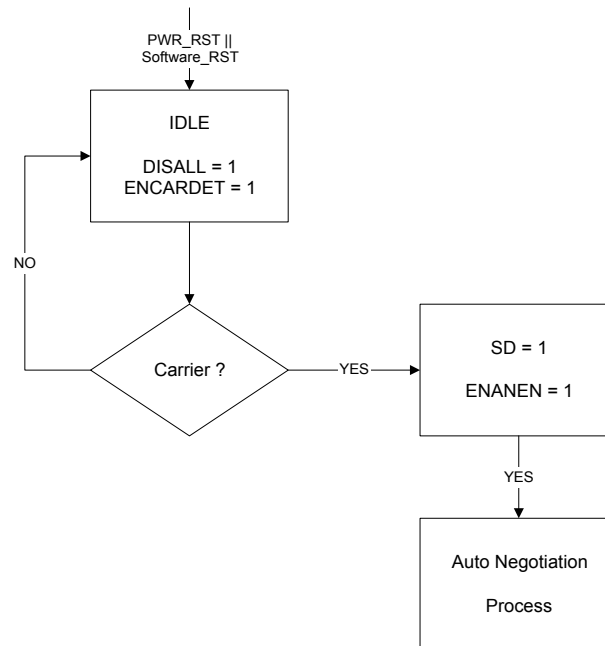 PWR_RST ||
Software_RST
IDLE
DISALL = 1
ENCARDET = 1
NO
Carrier ?
YES
SD = 1
ENANEN = 1
YES
Auto Negotiation
Process